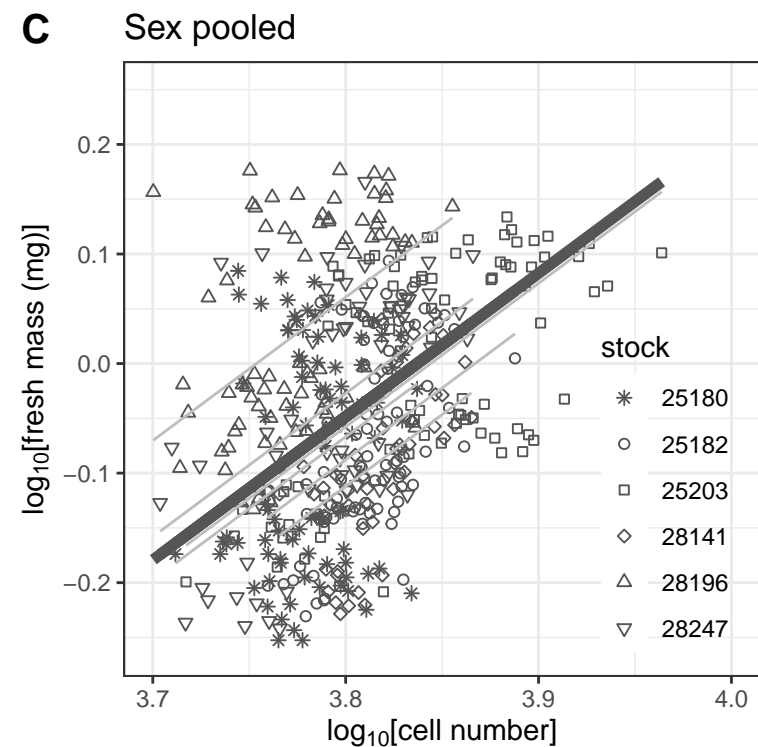 C Sex pooled
0.2
0.1
0.0
−0.1
−0.2
log10[fresh mass (mg))]
stock
25180
25182
25203
28141
28196
28247
3.7 3.8 3.9 4.0
log10[cell number]